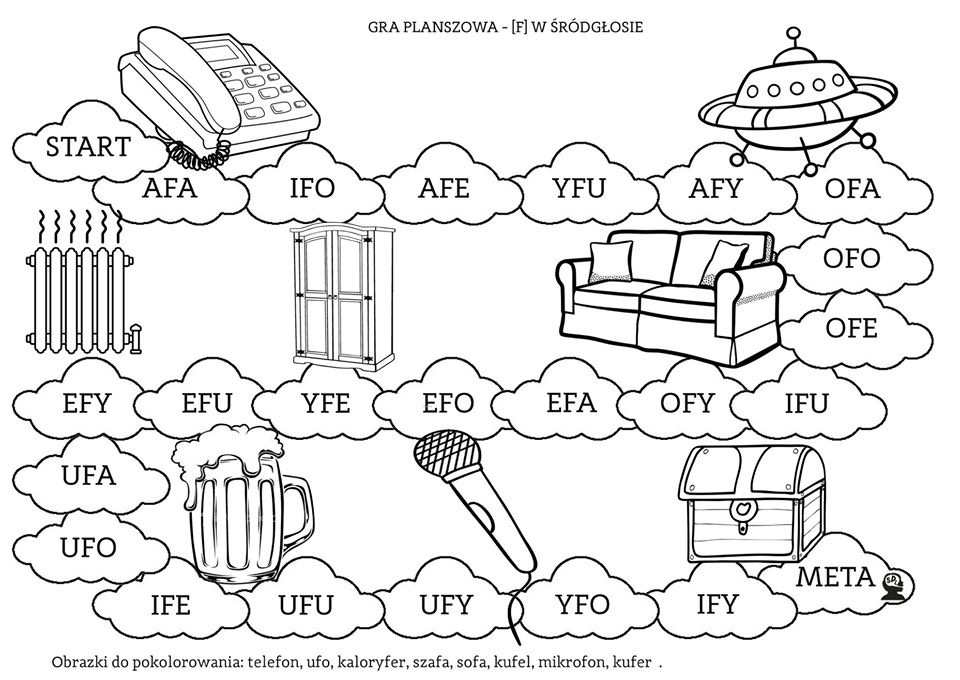 GRA PLANSZOWA - [F] W ŚRÓDGŁOSIE
START
AFA IFO AFE YFU AFY OFA
OFO
OFE
EFY EFU YFE EFO EFA OFY IFU
UFA
UFO
IFE UFU UFY YFO IFY META
Obrazki do pokolorowania: telefon, ufo, kaloryfer, szafa, sofa, kufel, mikrofon, kufer .